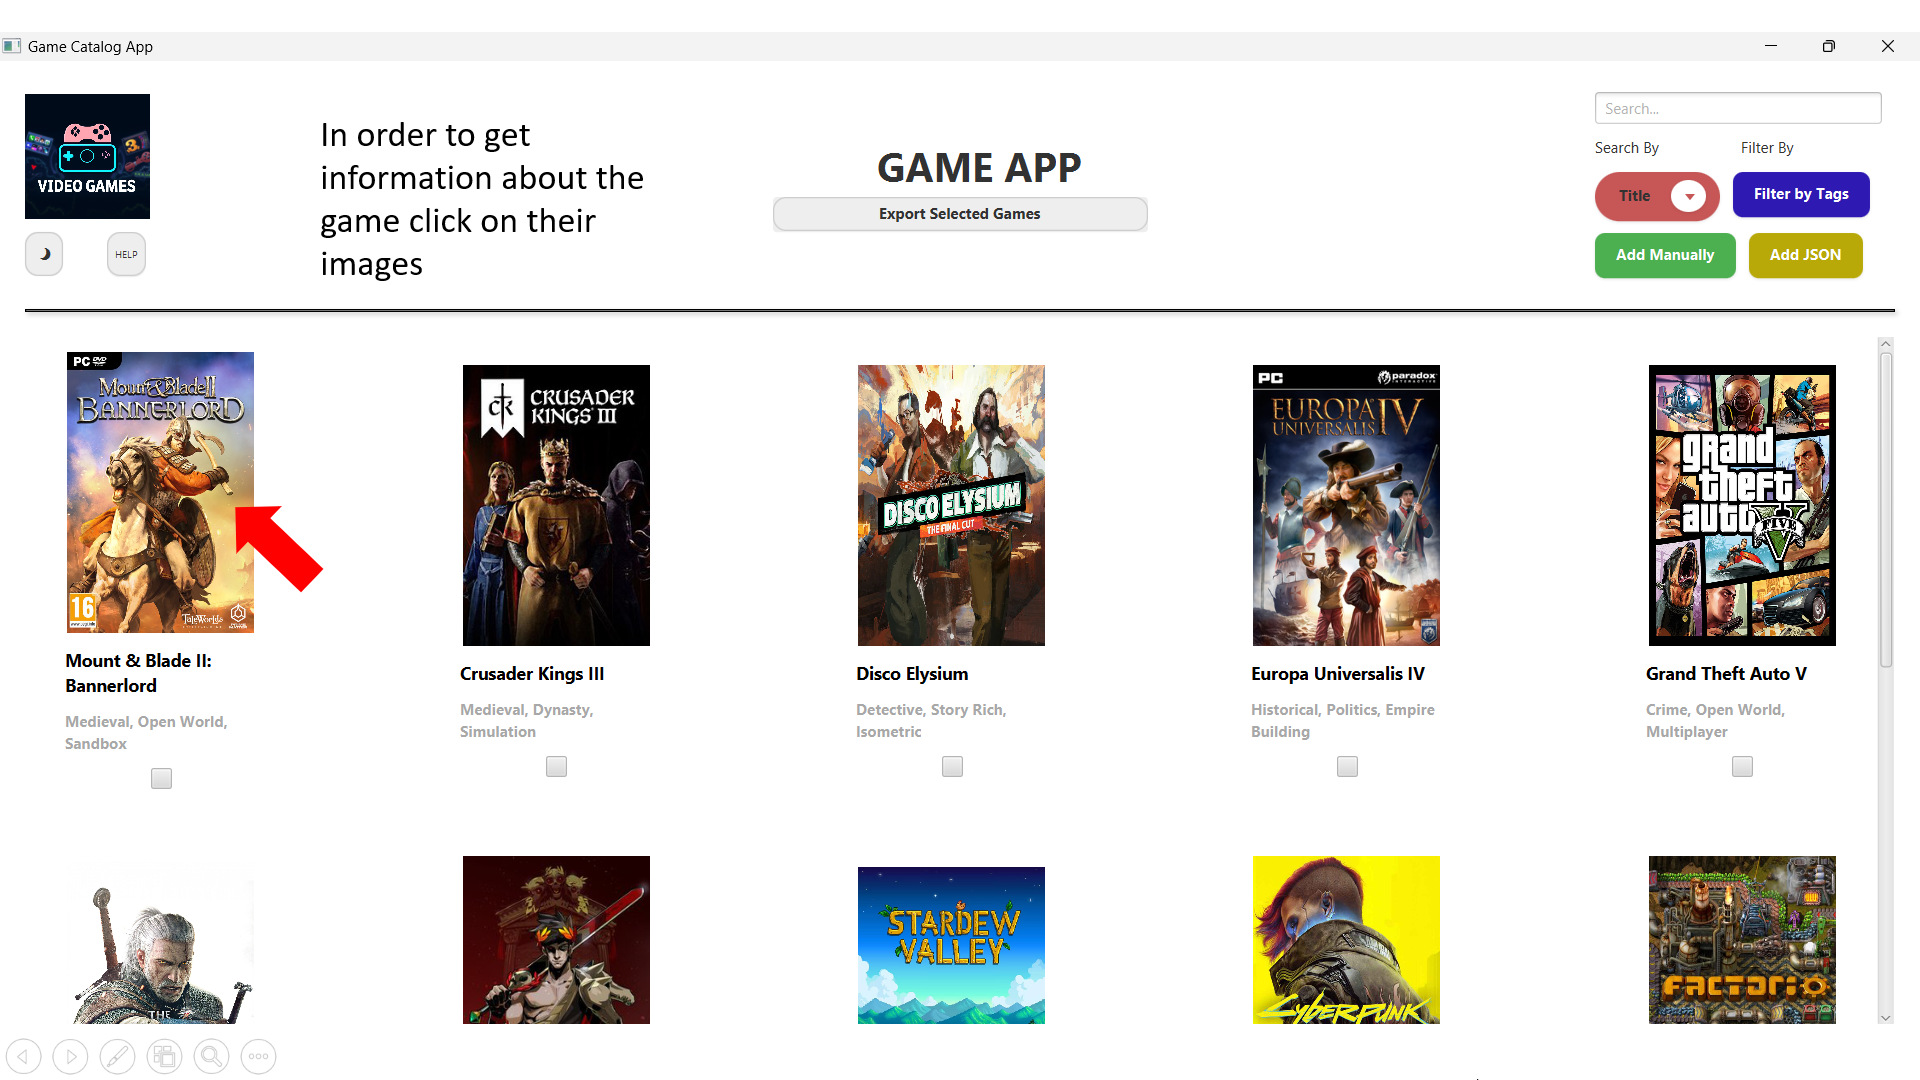 Game Catalog App
VIDEO GAMES
HELP
In order to get
information about the
game click on their
images
GAME APP
Export Selected Games
Search...
Search By
Filter By
Title
Filter by Tags
Add Manually
Add JSON
PC DVD
Mount & Blade II
BANNERLORD
16
TaleWorlds
Mount & Blade II:
Bannerlord
Medieval, Open World,
Sandbox
ck
CRUSADER
KINGS III
Crusader Kings III
Medieval, Dynasty,
Simulation
DISCO ELYSIUM
THE FINAL CUT
Disco Elysium
Detective, Story Rich,
Isometric
PC
paradox
INTERACTIVE
EUROPA
UNIVERSALIS IV
Europa Universalis IV
Historical, Politics, Empire
Building
grand
theft
auto
V
FIVE
Grand Theft Auto V
Crime, Open World,
Multiplayer
THE
STARDEW
VALLEY
CYBERPUNK
FACTORIO